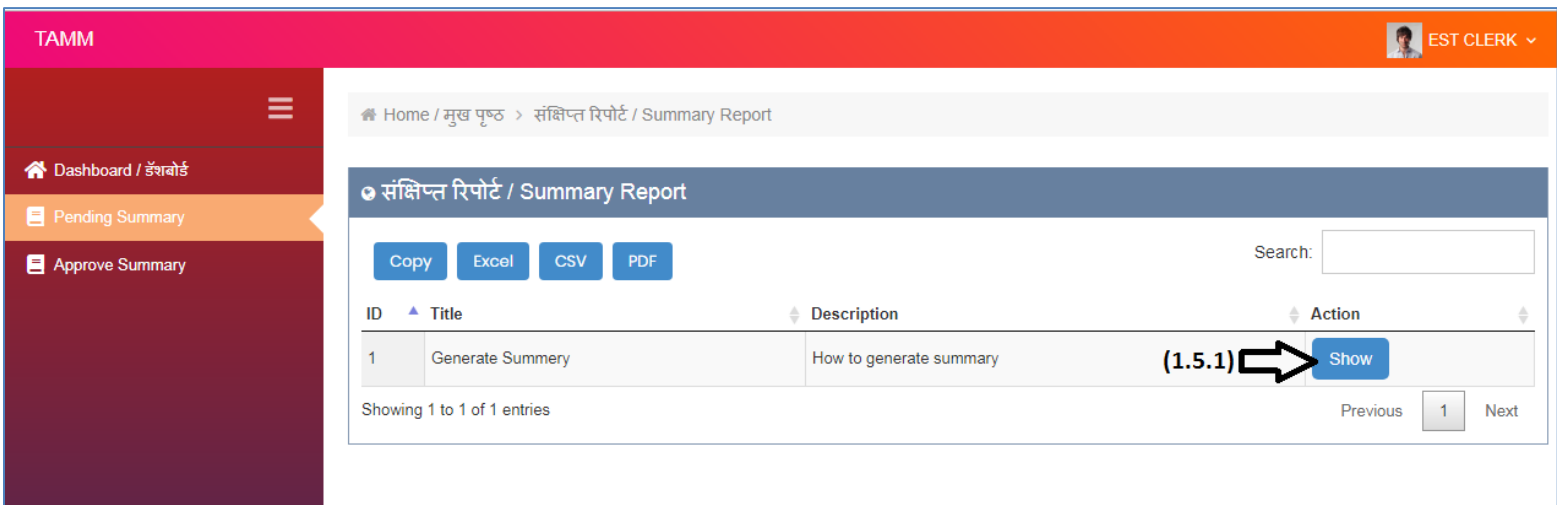 TAMM
EST CLERK
Home / मुख पृष्ठ > संक्षिप्त रिपोर्ट / Summary Report
Dashboard / डॅशबोर्ड
Pending Summary
Approve Summary
संक्षिप्त रिपोर्ट / Summary Report
Copy Excel CSV PDF Search:
ID Title Description Action
1 Generate Summery How to generate summary (1.5.1) Show
Showing 1 to 1 of 1 entries Previous 1 Next